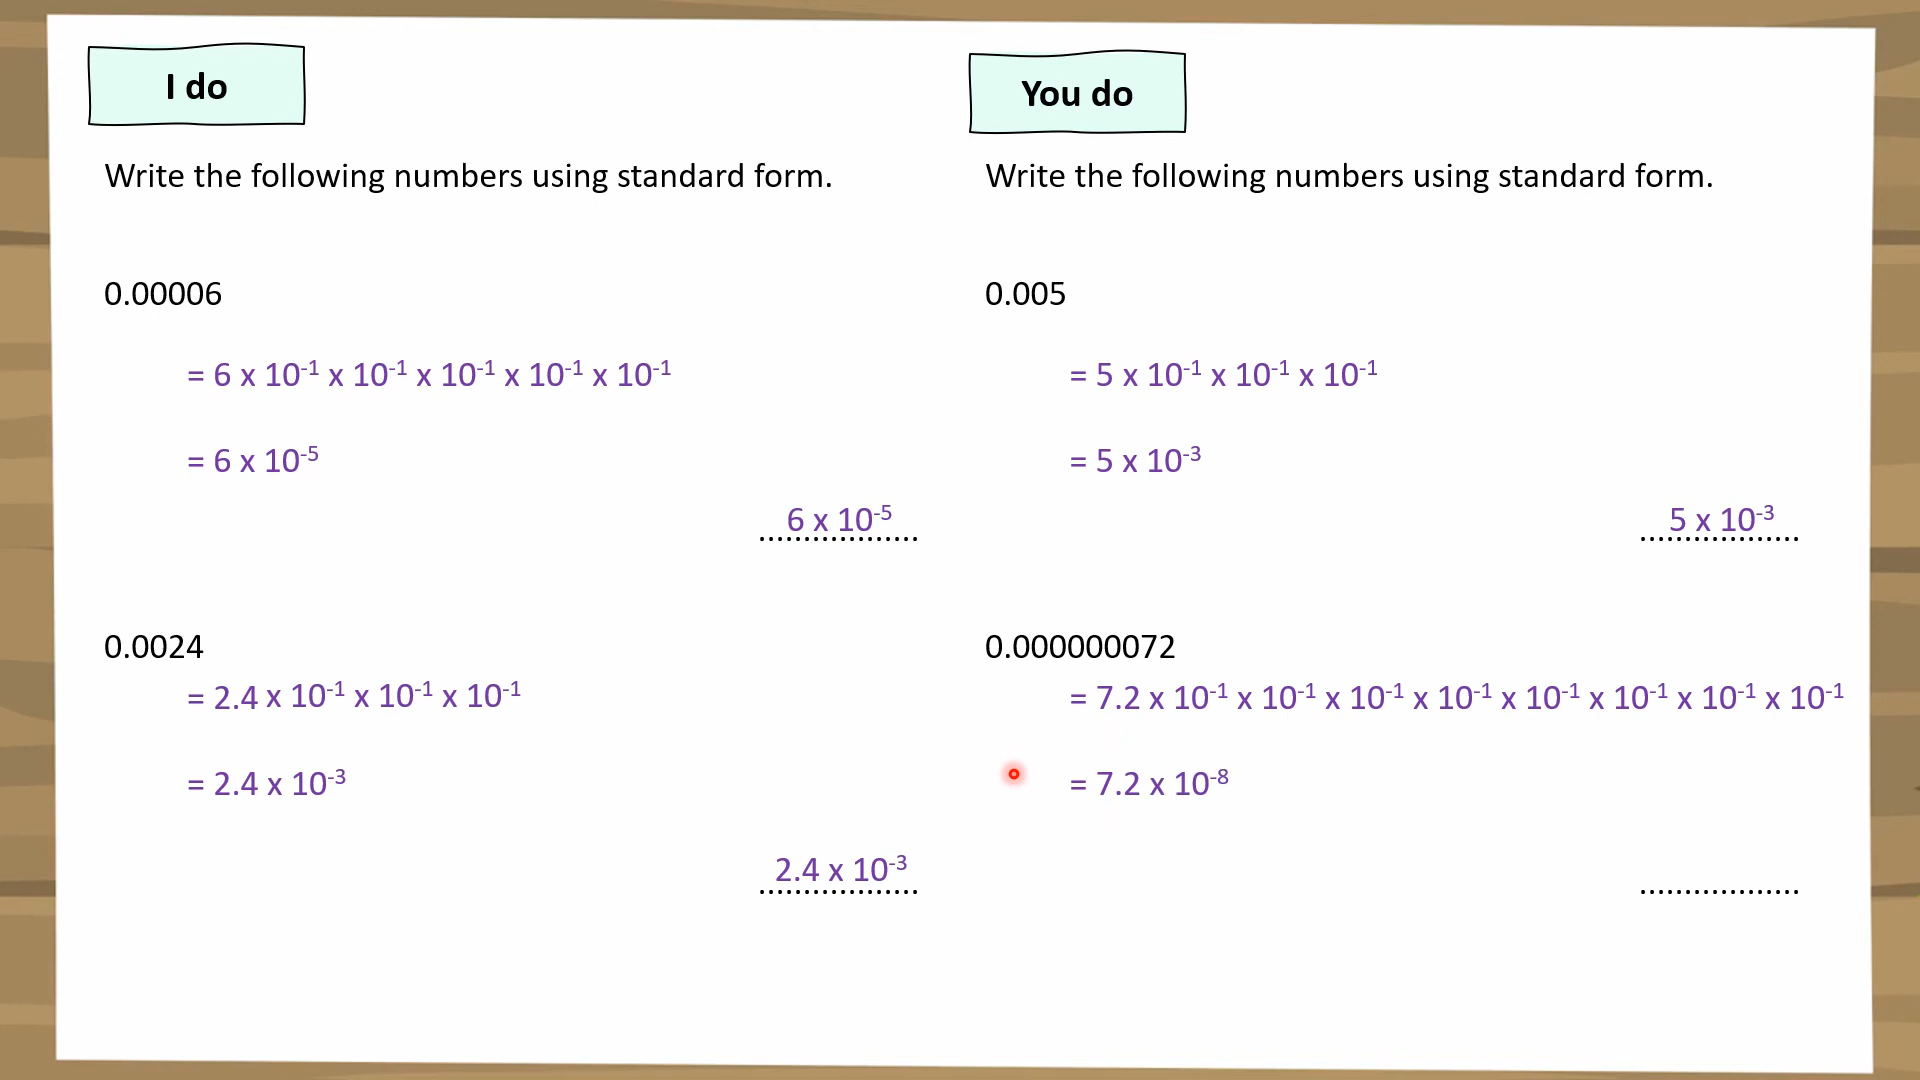 I do
Write the following numbers using standard form.
0.00006
= 6 x 10⁻¹ x 10⁻¹ x 10⁻¹ x 10⁻¹ x 10⁻¹
= 6 x 10⁻⁵
6 x 10⁻⁵
..................
0.0024
= 2.4 x 10⁻¹ x 10⁻¹ x 10⁻¹
= 2.4 x 10⁻³
2.4 x 10⁻³
..................
You do
Write the following numbers using standard form.
0.005
= 5 x 10⁻¹ x 10⁻¹ x 10⁻¹
= 5 x 10⁻³
5 x 10⁻³
..................
0.000000072
= 7.2 x 10⁻¹ x 10⁻¹ x 10⁻¹ x 10⁻¹ x 10⁻¹ x 10⁻¹ x 10⁻¹ x 10⁻¹
= 7.2 x 10⁻⁸
..................